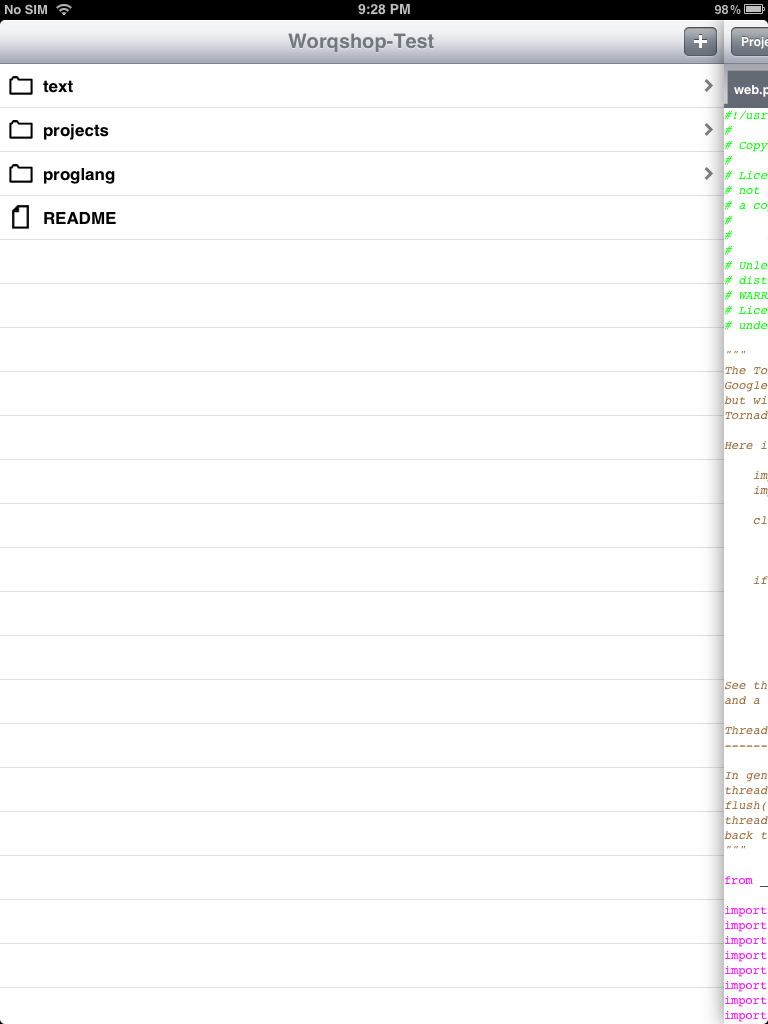 No SIM 9:28 PM 98%
Worqshop-Test
text
projects
proglang
README
Proje
web.p
#!/usr
#
# Copy
#
# Lice
# not
# a co
#
#
#
# Unle
# dist
# WARR
# Lice
# unde
"""
The To
Google
but wi
Tornad
Here i
im
im
cl
if
See th
and a
Thread
------
In gen
thread
flush(
thread
back t
"""
from _
import
import
import
import
import
import
import
import